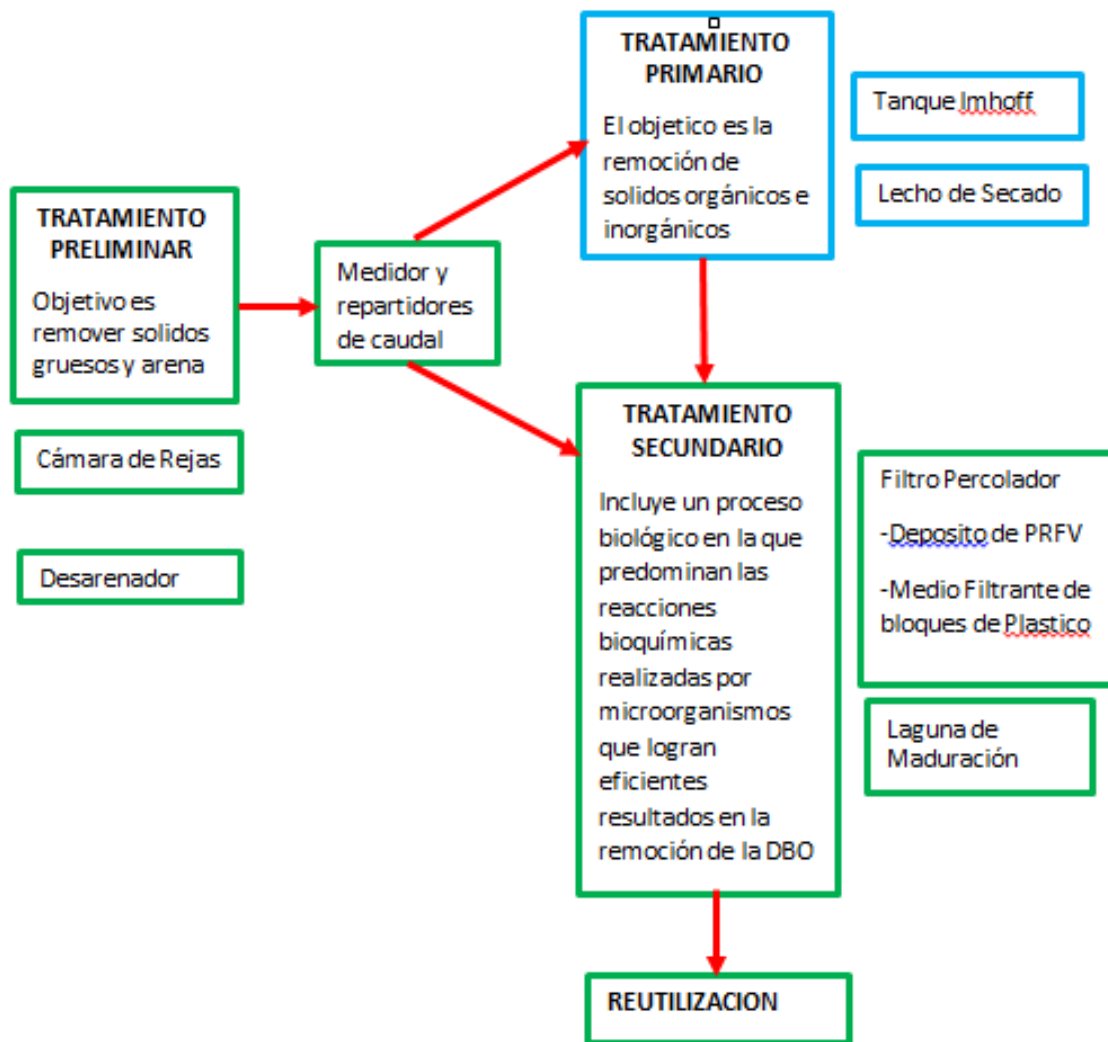 TRATAMIENTO
PRELIMINAR
Objetivo es
remover solidos
gruesos y arena
Cámara de Rejas
Desarenador
Medidor y
repartidores
de caudal
TRATAMIENTO
PRIMARIO
El objetico es la
remoción de
solidos orgánicos e
inorgánicos
Tanque Imhoff
Lecho de Secado
TRATAMIENTO
SECUNDARIO
Incluye un proceso
biológico en la que
predominan las
reacciones
bioquímicas
realizadas por
microorganismos
que logran
eficientes
resultados en la
remoción de la DBO
Filtro Percolador
-Deposito de PRFV
-Medio Filtrante de
bloques de Plastico
Laguna de
Maduración
REUTILIZACION